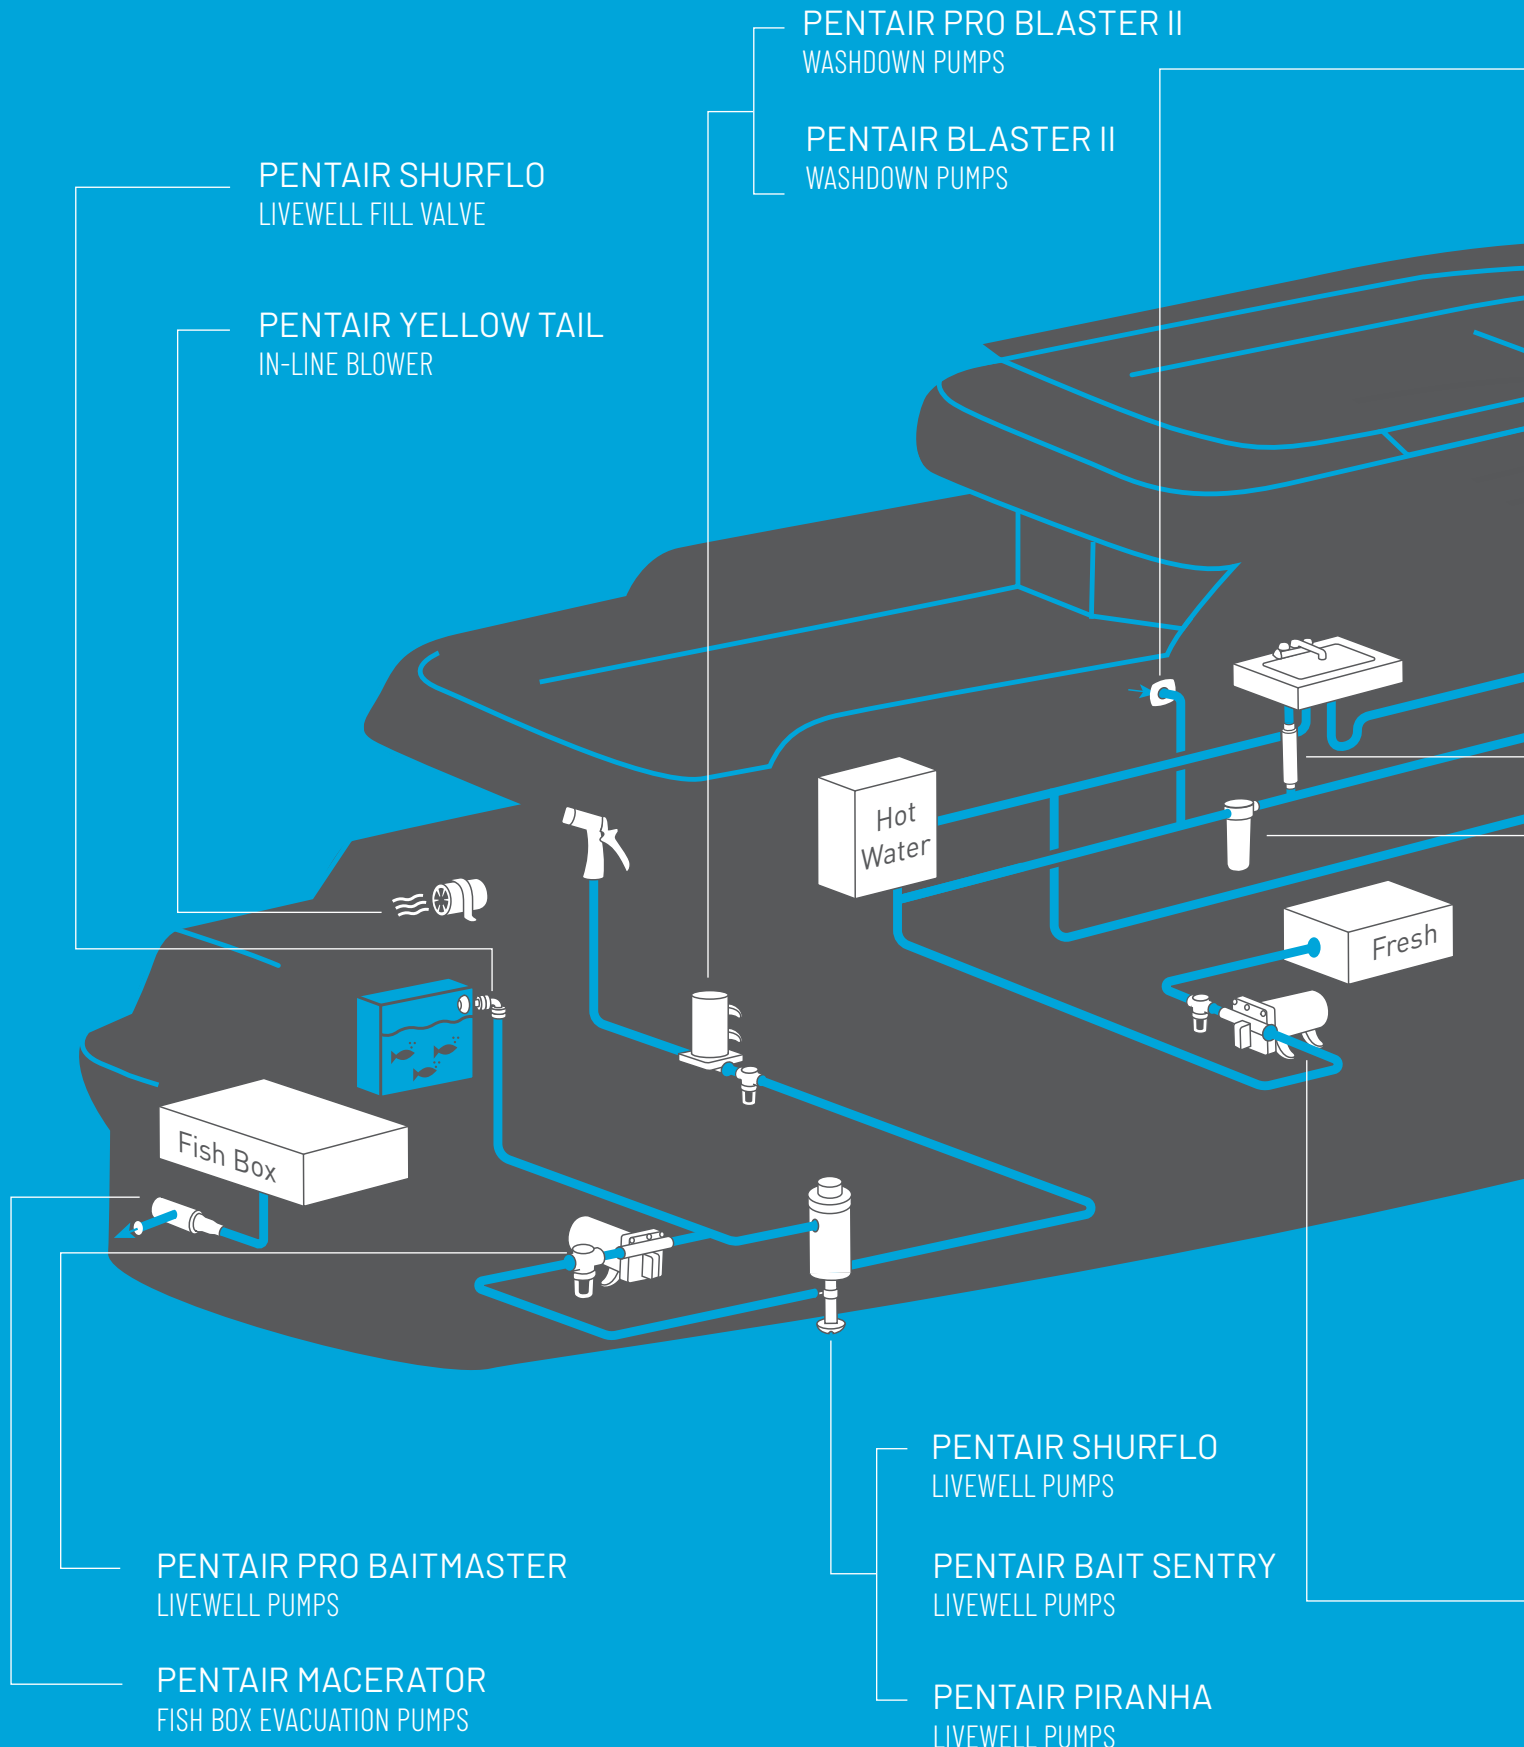 PENTAIR PRO BLASTER II
WASHDOWN PUMPS
PENTAIR BLASTER II
WASHDOWN PUMPS
PENTAIR SHURFLO
LIVEWELL FILL VALVE
PENTAIR YELLOW TAIL
IN-LINE BLOWER
Hot
Water
Fresh
Fish Box
PENTAIR SHURFLO
LIVEWELL PUMPS
PENTAIR BAIT SENTRY
LIVEWELL PUMPS
PENTAIR PIRANHA
LIVEWELL PUMPS
PENTAIR PRO BAITMASTER
LIVEWELL PUMPS
PENTAIR MACERATOR
FISH BOX EVACUATION PUMPS